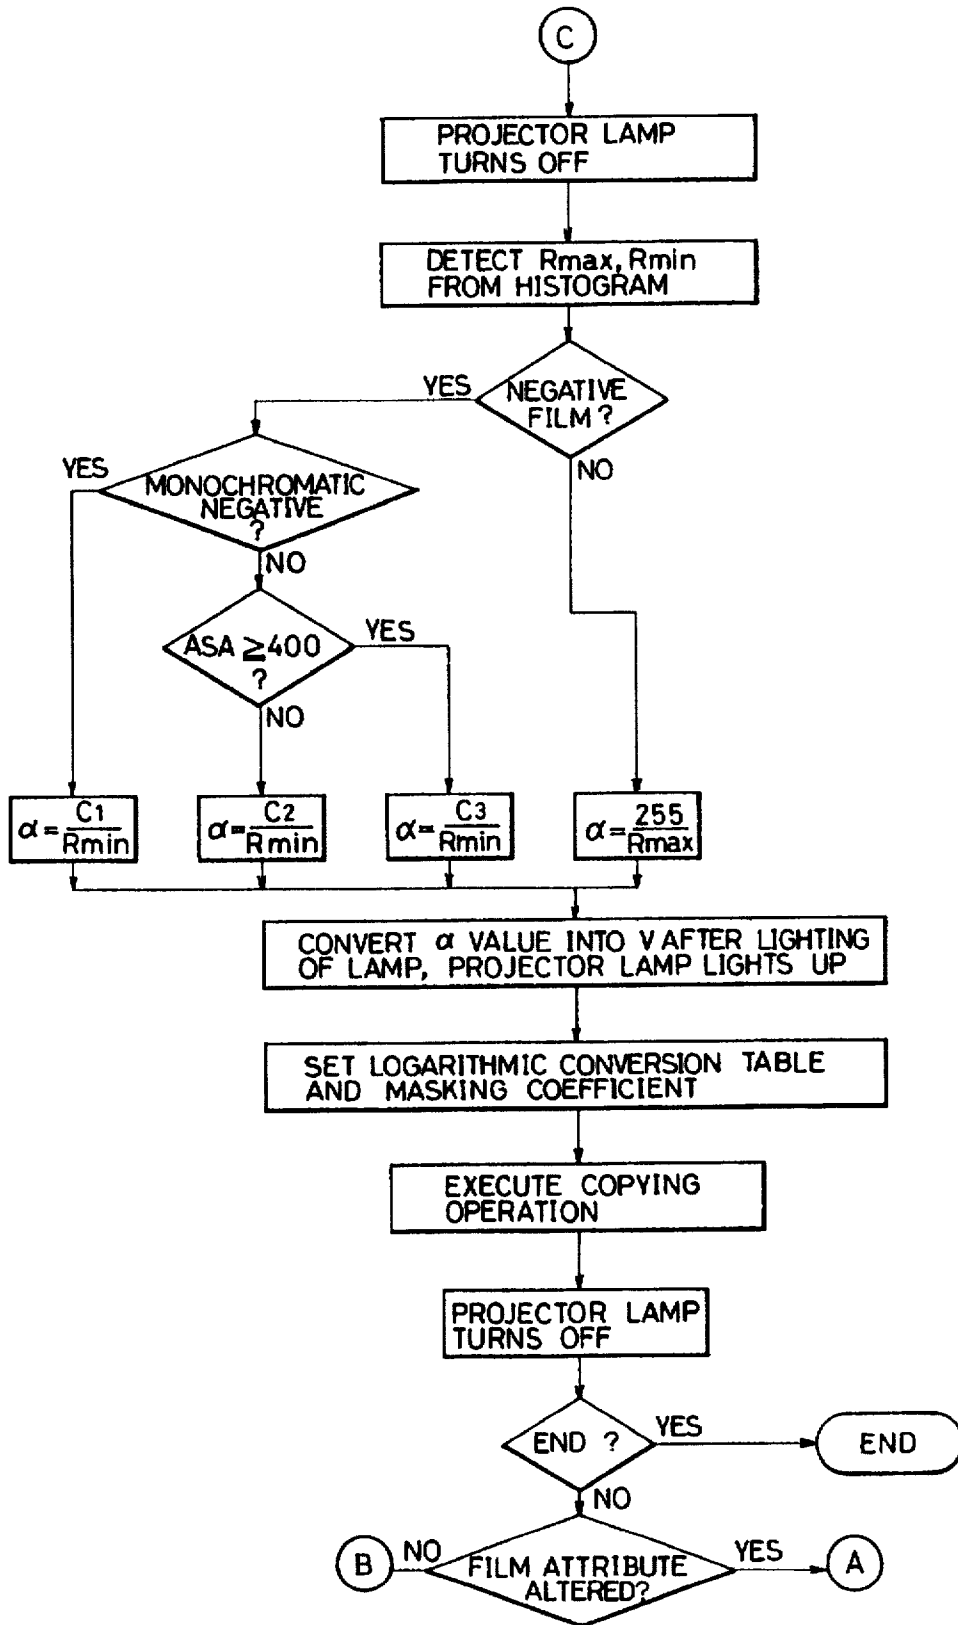 C
PROJECTOR LAMP
TURNS OFF
DETECT Rmax, Rmin
FROM HISTOGRAM
NEGATIVE
FILM ?
YES
NO
MONOCHROMATIC
NEGATIVE
?
YES
NO
ASA ≧ 400
?
YES
NO
α = C1/Rmin
α = C2/Rmin
α = C3/Rmin
α = 255/Rmax
CONVERT α VALUE INTO V AFTER LIGHTING
OF LAMP, PROJECTOR LAMP LIGHTS UP
SET LOGARITHMIC CONVERSION TABLE
AND MASKING COEFFICIENT
EXECUTE COPYING
OPERATION
PROJECTOR LAMP
TURNS OFF
END ?
YES
END
NO
B
NO
FILM ATTRIBUTE
ALTERED?
YES
A